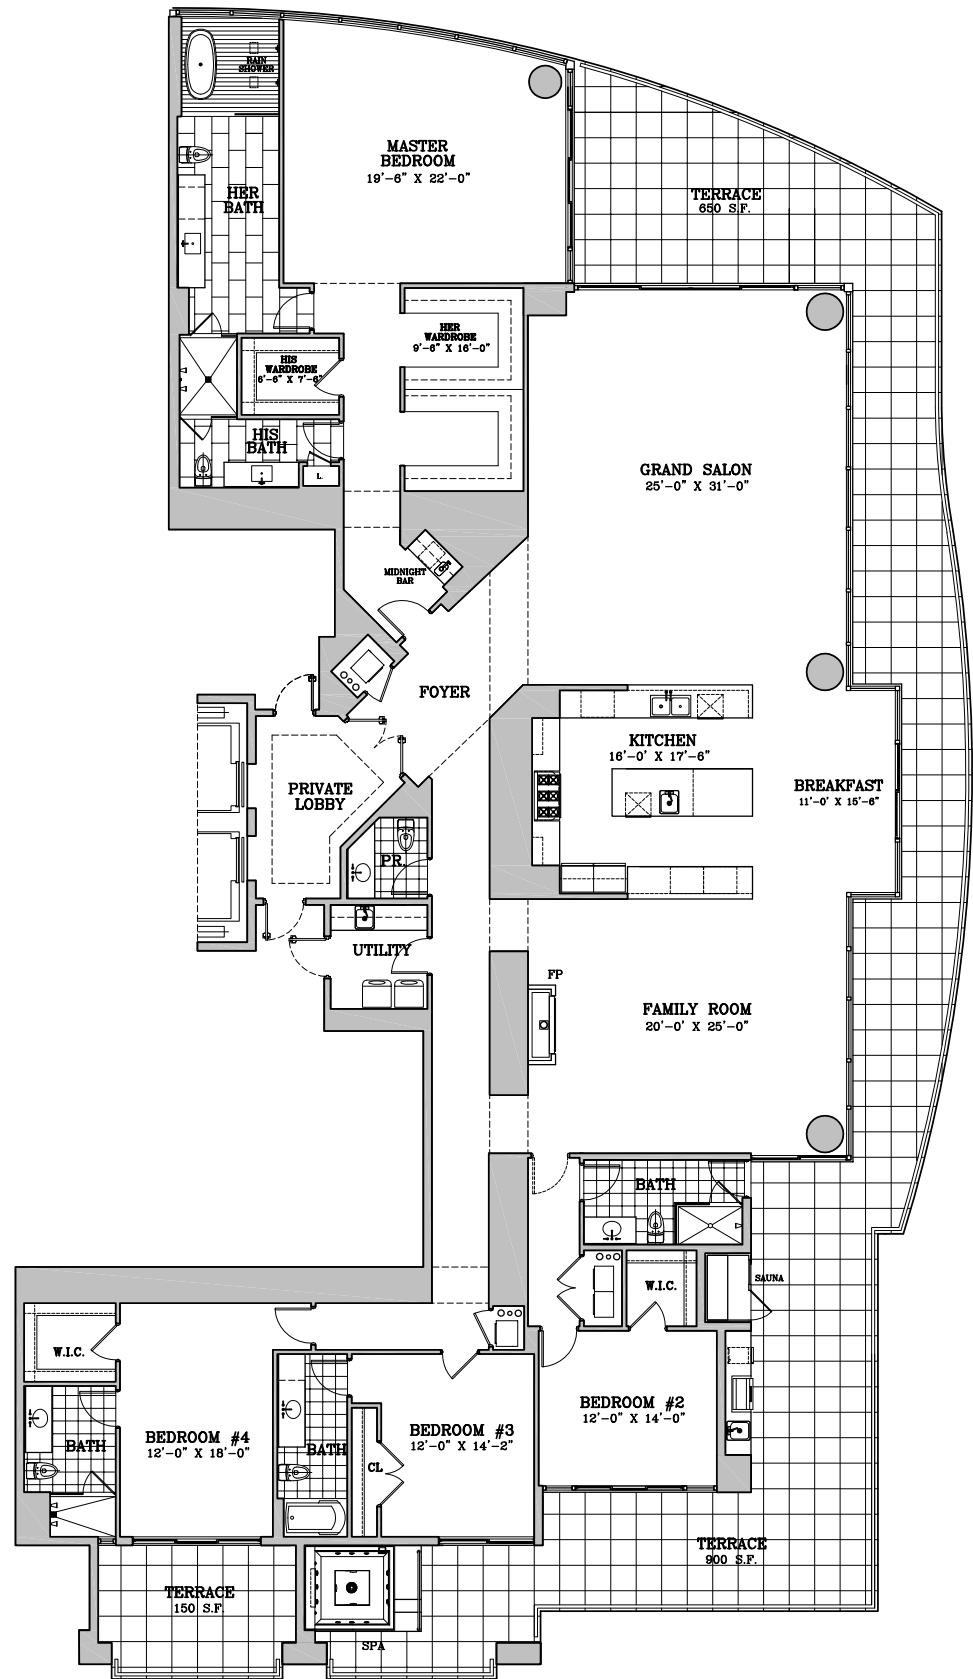 RAIN
SHOWER
MASTER
BEDROOM
19'-6" X 22'-0"
HER
BATH
TERRACE
650 S.F.
HER
WARDROBE
9'-6" X 16'-0"
HIS
WARDROBE
6'-6" X 7'-6"
HIS
BATH
L.
GRAND SALON
25'-0" X 31'-0"
MIDNIGHT
BAR
FOYER
KITCHEN
16'-0' X 17'-6"
PRIVATE
LOBBY
BREAKFAST
11'-0' X 15'-6"
PR.
UTILITY
FP
FAMILY ROOM
20'-0' X 25'-0"
BATH
SAUNA
W.I.C.
W.I.C.
BEDROOM #2
12'-0" X 14'-0"
BEDROOM #3
12'-0" X 14'-2"
BEDROOM #4
12'-0" X 18'-0"
BATH
BATH
CL
TERRACE
900 S.F.
TERRACE
150 S.F.
SPA